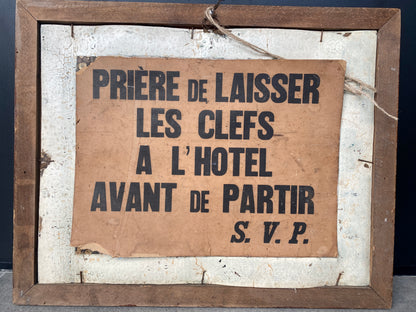 PRIÈRE DE LAISSER
LES CLEFS
A L'HOTEL
AVANT DE PARTIR
S. V. P.